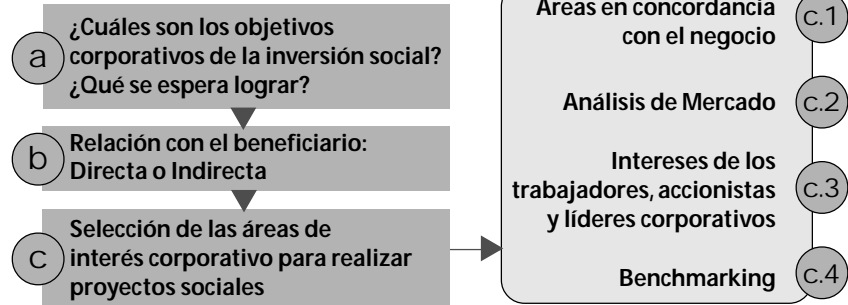 a
¿Cuáles son los objetivos
corporativos de la inversión social?
¿Qué se espera lograr?
b
Relación con el beneficiario:
Directa o Indirecta
c
Selección de las áreas de
interés corporativo para realizar
proyectos sociales
Areas en concordancia
con el negocio
c.1
Análisis de Mercado
c.2
Intereses de los
trabajadores, accionistas
y líderes corporativos
c.3
Benchmarking
c.4